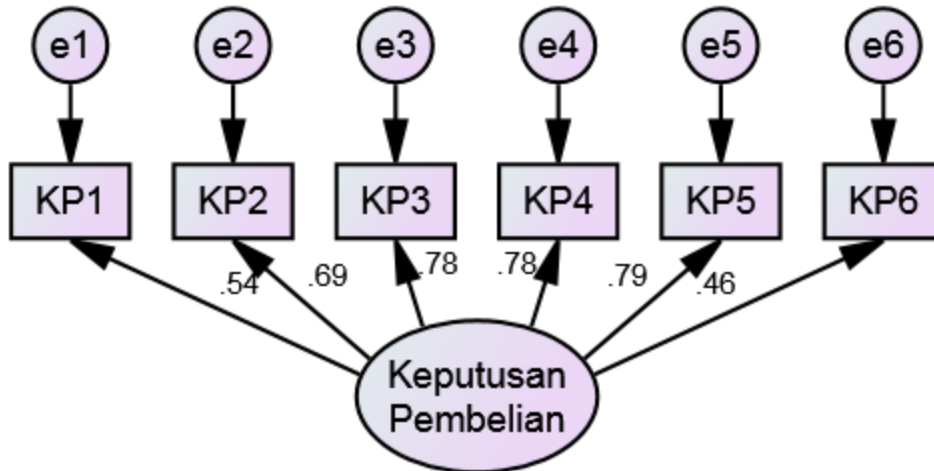 e1 e2 e3 e4 e5 e6
KP1 KP2 KP3 KP4 KP5 KP6
.54 .69 .78 .78 .79 .46
Keputusan
Pembelian